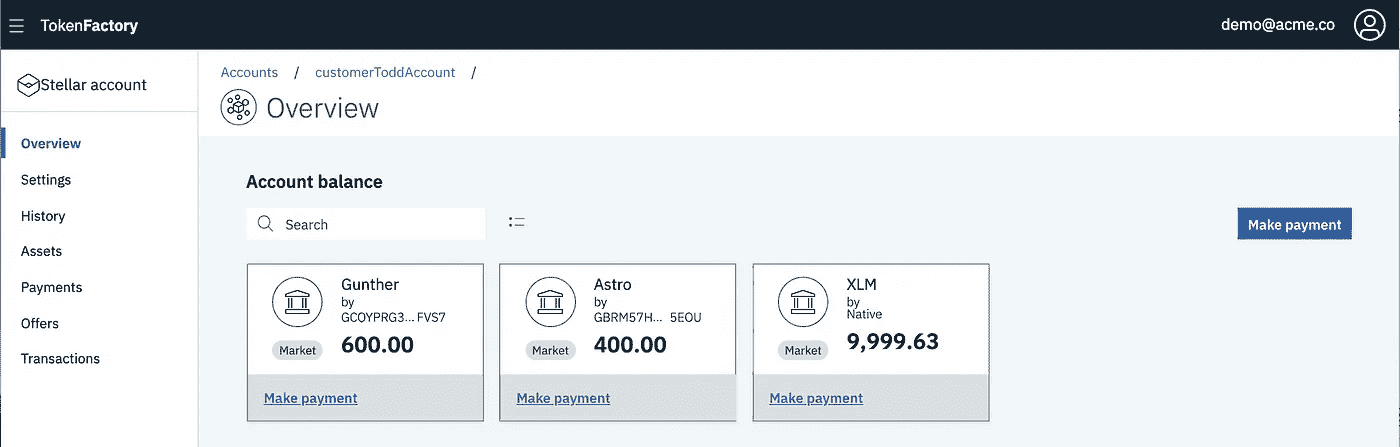 TokenFactory
demo@acme.co
Stellar account
Accounts / customerToddAccount /
Overview
Overview
Settings
History
Assets
Payments
Offers
Transactions
Account balance
Search
Make payment
Gunther
by
GCQYPRG3... FVS7
Market
600.00
Make payment
Astro
by
GBRM57H... 5EOU
Market
400.00
Make payment
XLM
by
Native
Market
9,999.63
Make payment